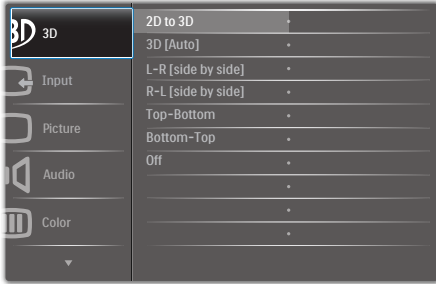 3D
3D
Input
Picture
Audio
Color
2D to 3D
3D [Auto]
L-R [side by side]
R-L [side by side]
Top-Bottom
Bottom-Top
Off